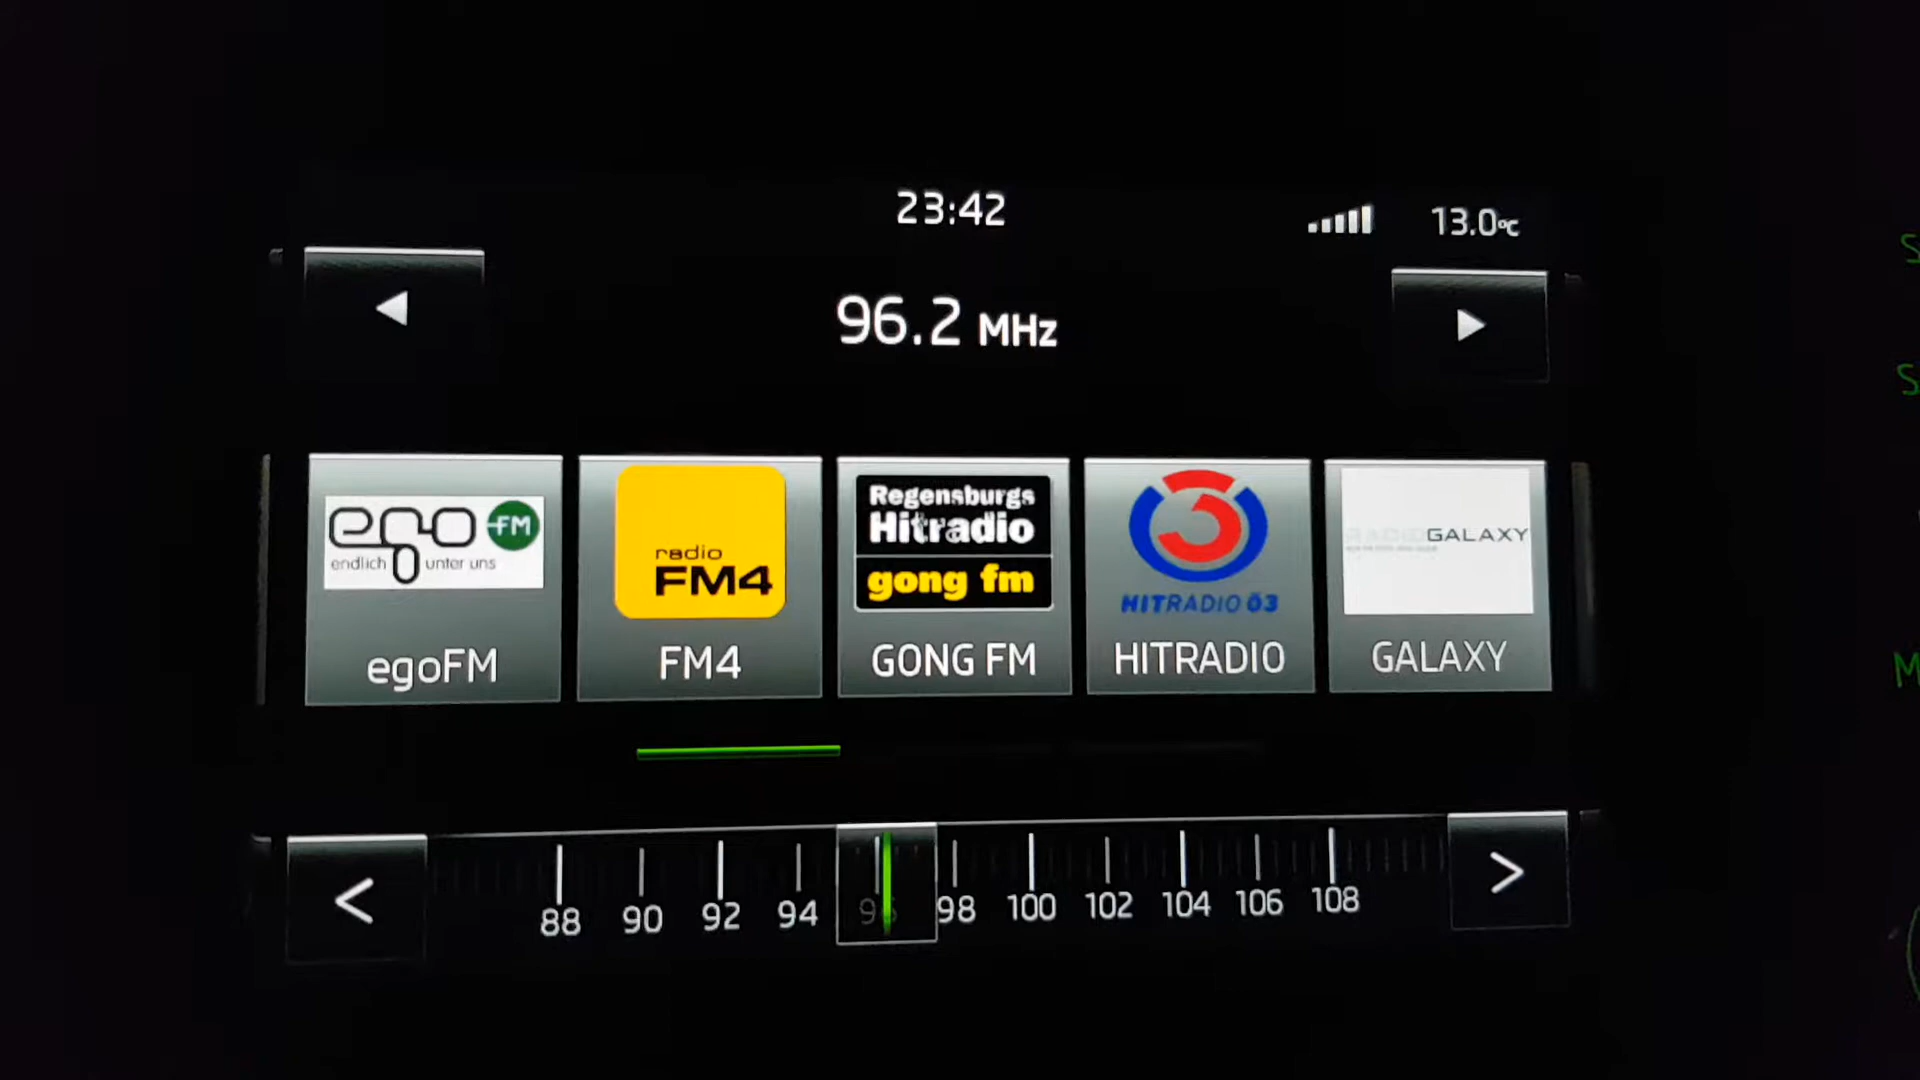 23:42
13.0°C
96.2 MHz
ego FM
endlich unter uns
egoFM
radio
FM4
FM4
Regensburgs
Hitradio
gong fm
GONG FM
3
HITRADIO Ö3
HITRADIO
RADIO GALAXY
GALAXY
88 90 92 94 96 98 100 102 104 106 108
S
S
M